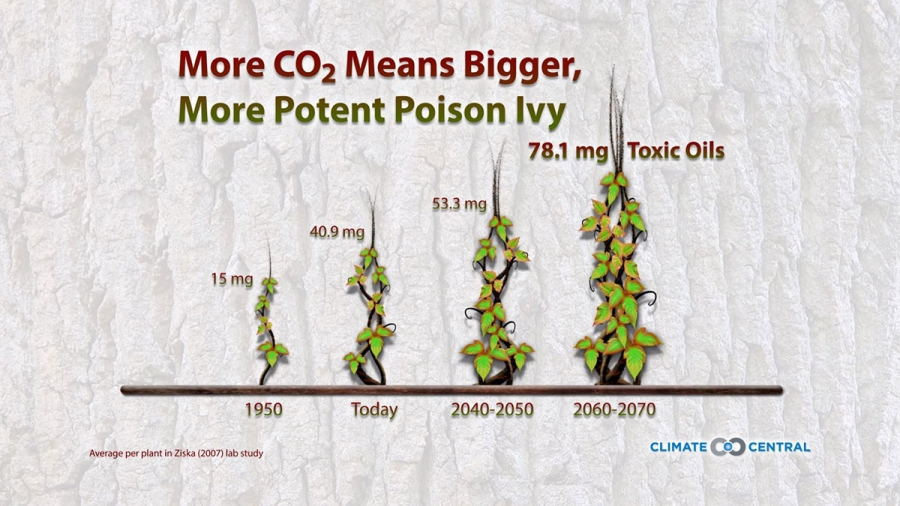 More CO₂ Means Bigger,
More Potent Poison Ivy
78.1 mg Toxic Oils
53.3 mg
40.9 mg
15 mg
1950 Today 2040-2050 2060-2070
Average per plant in Ziska (2007) lab study
CLIMATE CENTRAL